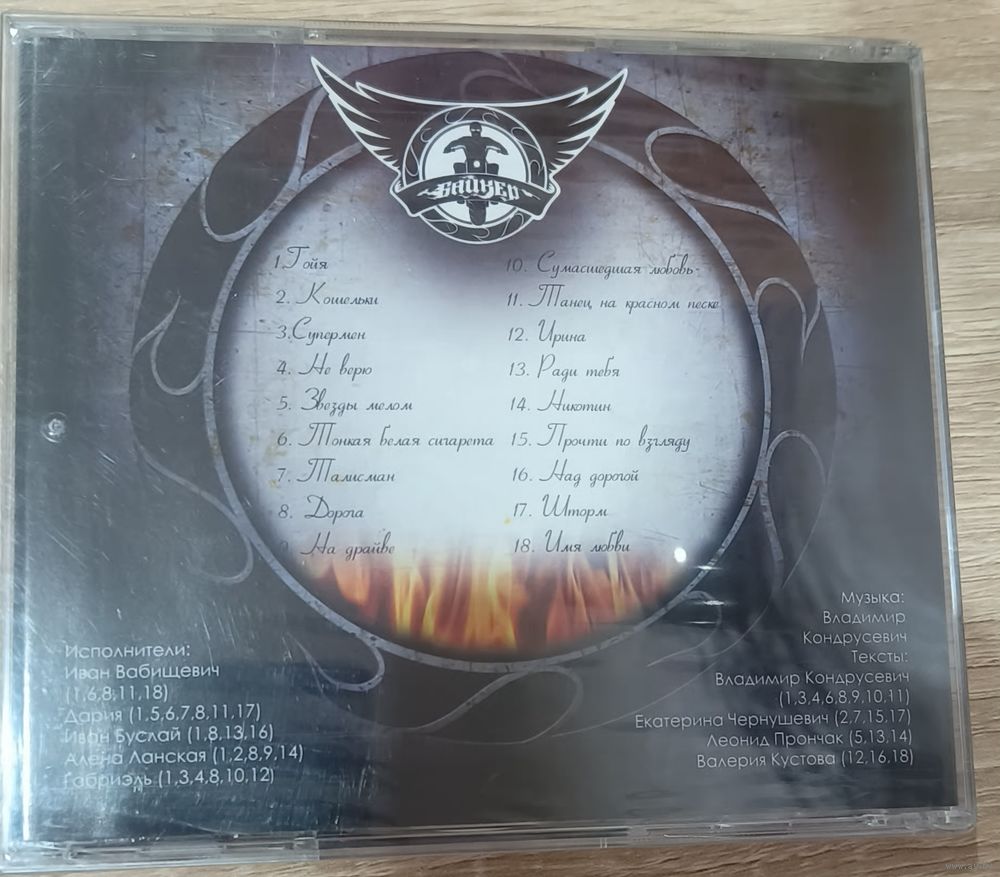 БАЙКЕР
1.Гойя
2. Кошельки
3.Супермен
4. Не верю
5. Звезды мелом
6. Тонкая белая сигарета
7. Талисман
8. Дорога
9. На драйве
10. Сумасшедшая любовь
11. Танец на красном песке
12. Ирина
13. Ради тебя
14. Никотин
15. Прочти по взгляду
16. Над дорогой
17. Шторм
18. Имя любви
Исполнители:
Иван Вабищевич
(1,6,8,11,18)
Дария (1,5,6,7,8,11,17)
Иван Буслай (1,8,13,16)
Алена Ланская (1,2,8,9,14)
Габриэль (1,3,4,8,10,12)
Музыка:
Владимир
Кондрусевич
Тексты:
Владимир Кондрусевич
(1,3,4,6,8,9,10,11)
Екатерина Чернушевич (2,7,15,17)
Леонид Прончак (5,13,14)
Валерия Кустова (12,16,18)